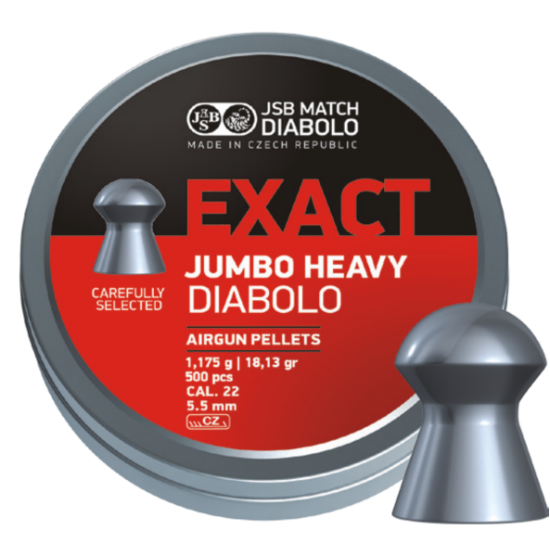 JSB
JSB MATCH
DIABOLO
MADE IN CZECH REPUBLIC
EXACT
JUMBO HEAVY
DIABOLO
CAREFULLY
SELECTED
AIRGUN PELLETS
1,175 g | 18,13 gr
500 pcs
CAL. 22
5.5 mm
CZ